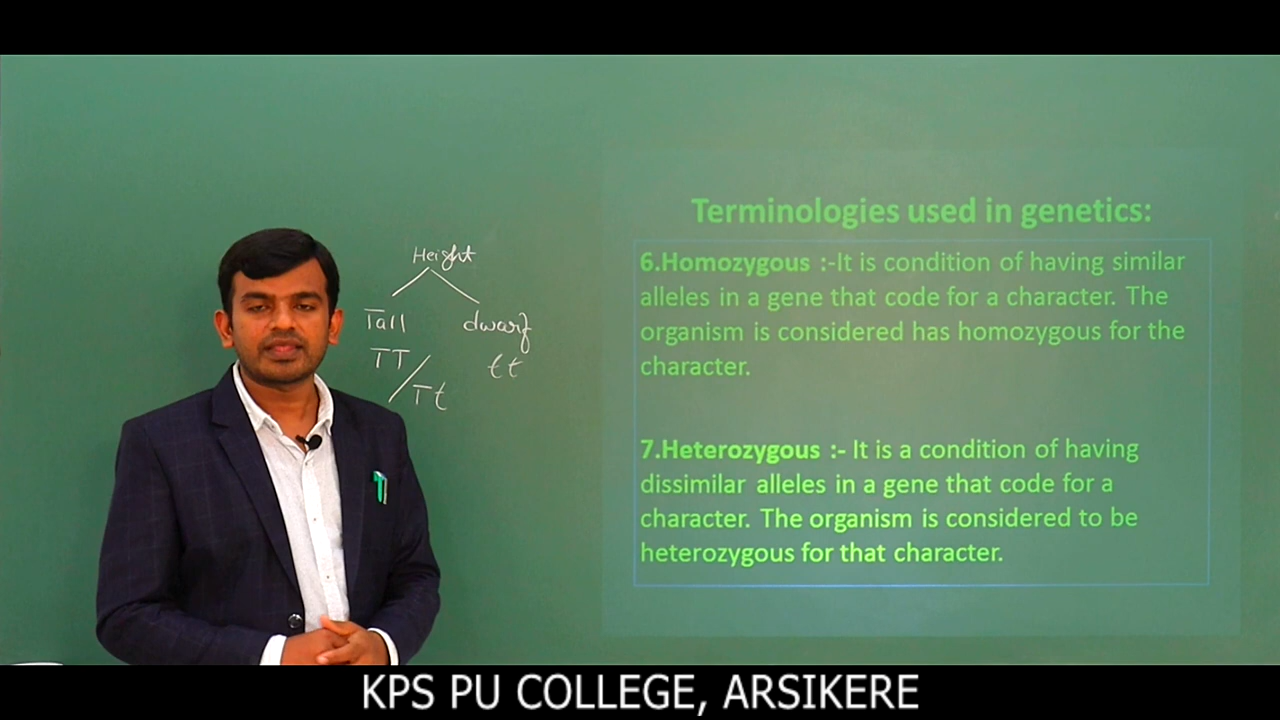 Height
Tall dwarf
TT tt
Tt
Terminologies used in genetics:
6.Homozygous :-It is condition of having similar
alleles in a gene that code for a character. The
organism is considered has homozygous for the
character.
7.Heterozygous :- It is a condition of having
dissimilar alleles in a gene that code for a
character. The organism is considered to be
heterozygous for that character.
KPS PU COLLEGE, ARSIKERE